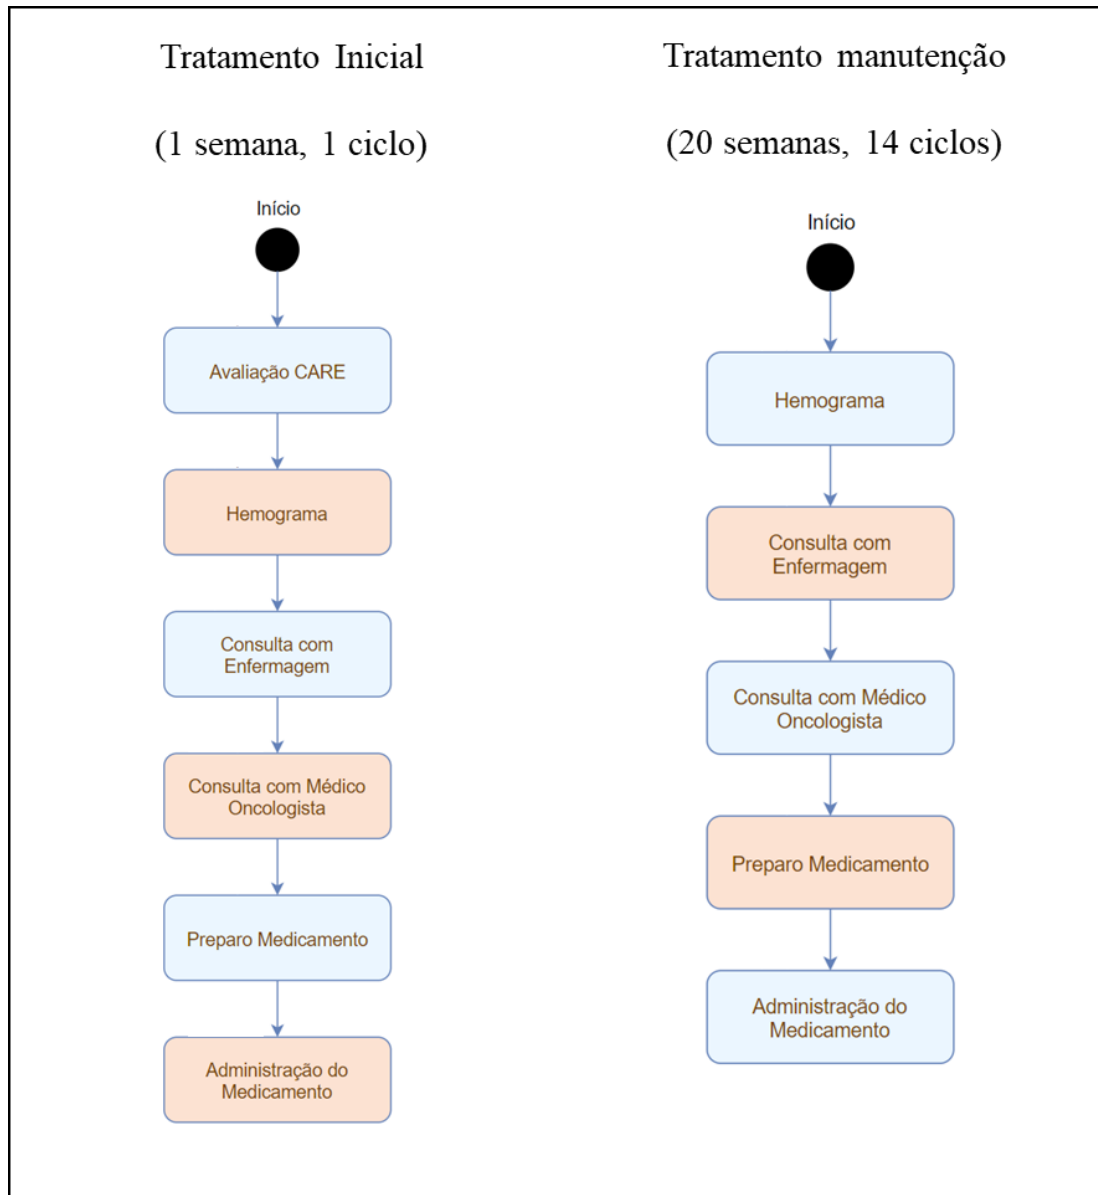 Tratamento Inicial
(1 semana, 1 ciclo)
Início
Avaliação CARE
Hemograma
Consulta com
Enfermagem
Consulta com Médico
Oncologista
Preparo Medicamento
Administração do
Medicamento
Tratamento manutenção
(20 semanas, 14 ciclos)
Início
Hemograma
Consulta com
Enfermagem
Consulta com Médico
Oncologista
Preparo Medicamento
Administração do
Medicamento